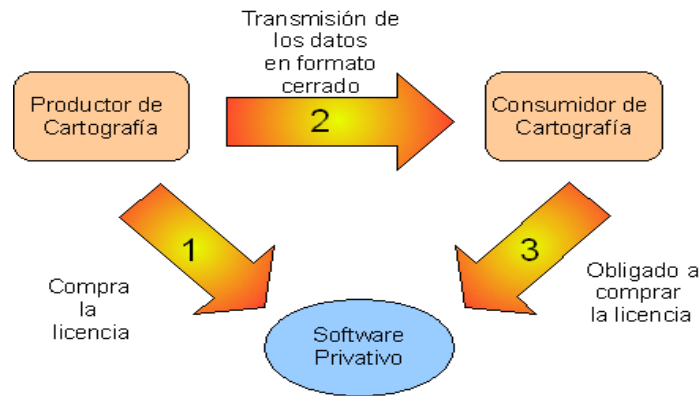 Transmisión de
los datos
en formato
cerrado
Productor de
Cartografía
2
Consumidor de
Cartografía
1
3
Compra
la
licencia
Obligado a
comprar
la licencia
Software
Privativo